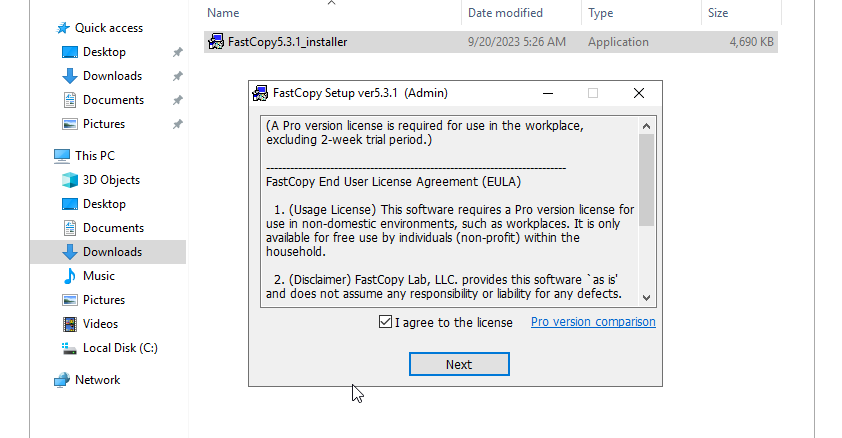 Name
Date modified
Type
Size
Quick access
Desktop
Downloads
Documents
Pictures
This PC
3D Objects
Desktop
Documents
Downloads
Music
Pictures
Videos
Local Disk (C:)
Network
FastCopy5.3.1_installer
9/20/2023 5:26 AM
Application
4,690 KB
FastCopy Setup ver5.3.1 (Admin)
(A Pro version license is required for use in the workplace,
excluding 2-week trial period.)
----------------------------------------------------------------------------
FastCopy End User License Agreement (EULA)
1. (Usage License) This software requires a Pro version license for
use in non-domestic environments, such as workplaces. It is only
available for free use by individuals (non-profit) within the
household.
2. (Disclaimer) FastCopy Lab, LLC. provides this software `as is'
and does not assume any responsibility or liability for any defects.
I agree to the license
Pro version comparison
Next